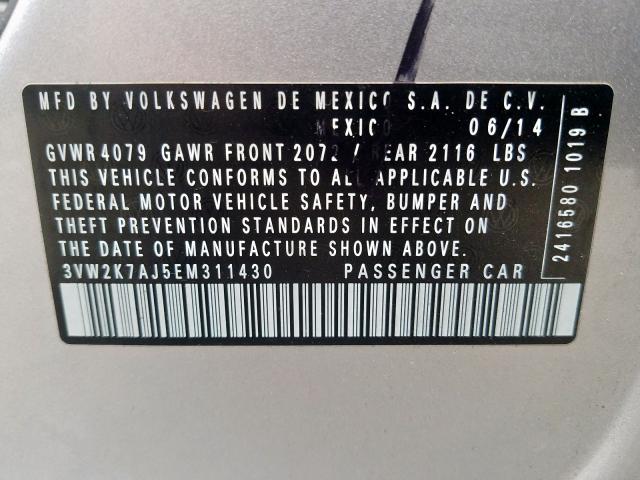 MFD BY VOLKSWAGEN DE MEXICO S.A. DE C.V.
MEXICO 06/14
GVWR 4079 GAWR FRONT 2072 / REAR 2116 LBS
THIS VEHICLE CONFORMS TO ALL APPLICABLE U.S.
FEDERAL MOTOR VEHICLE SAFETY, BUMPER AND
THEFT PREVENTION STANDARDS IN EFFECT ON
THE DATE OF MANUFACTURE SHOWN ABOVE.
3VW2K7AJ5EM311430 PASSENGER CAR
2416580 1019 B